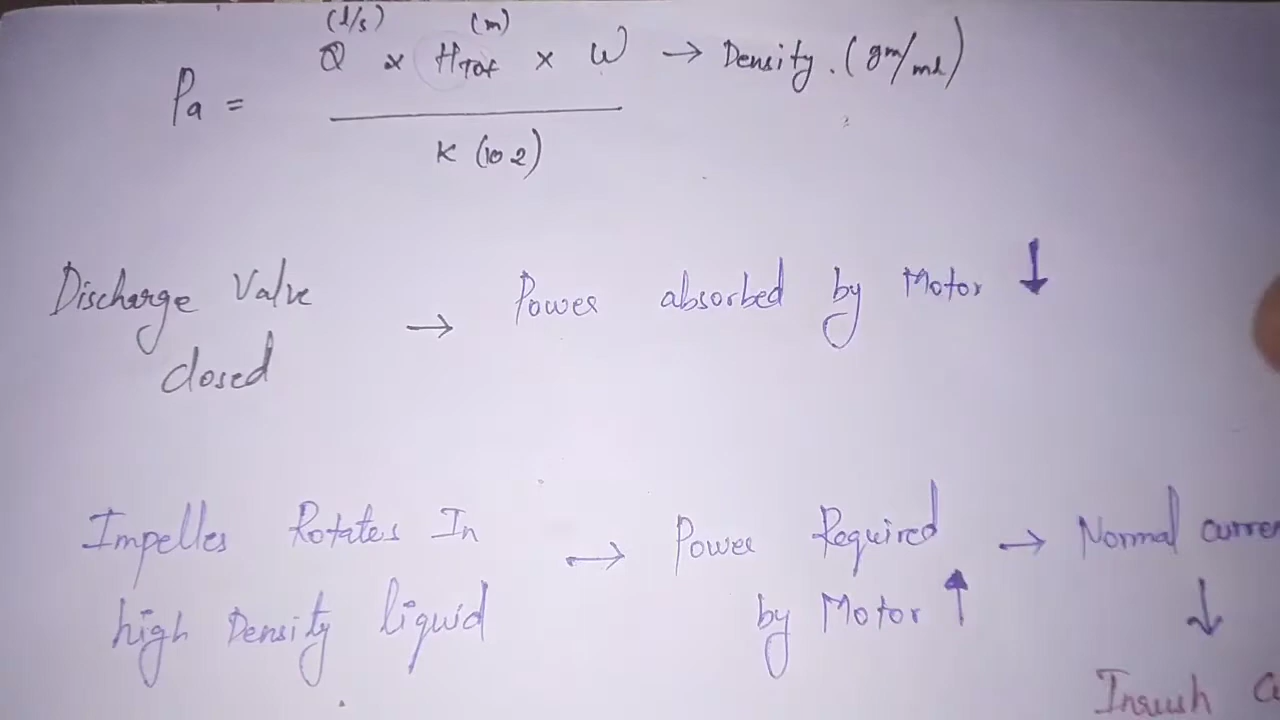 (l/s) (m)
Q x HTot x W → Density. (gm/ml)
Pa =
K (102)
Discharge Valve
closed → Power absorbed by Motor ↓
Impeller Rotates In
high Density liquid → Power Required
by Motor ↑ → Normal curren
↓
Inrush C